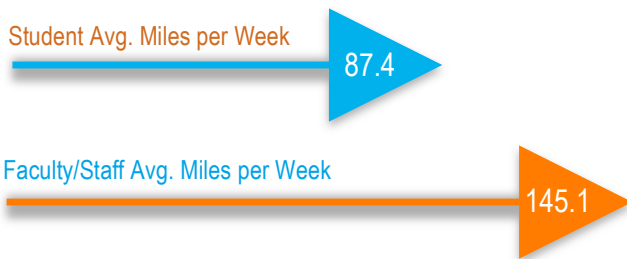 Student Avg. Miles per Week
87.4
Faculty/Staff Avg. Miles per Week
145.1